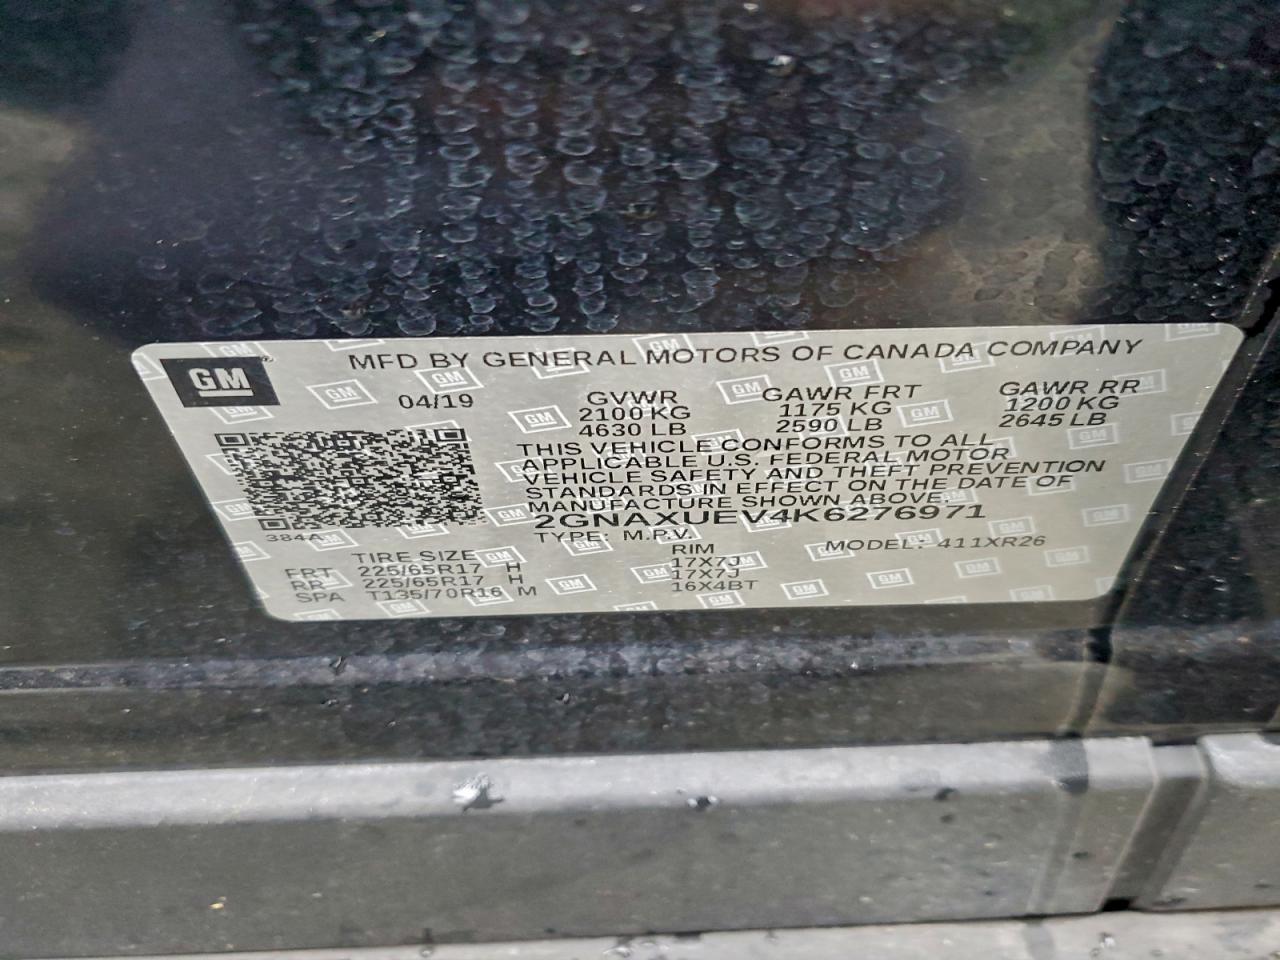 GM
MFD BY GENERAL MOTORS OF CANADA COMPANY
04/19
GVWR GAWR FRT GAWR RR
2100 KG 1175 KG 1200 KG
4630 LB 2590 LB 2645 LB
THIS VEHICLE CONFORMS TO ALL
APPLICABLE U.S. FEDERAL MOTOR
VEHICLE SAFETY AND THEFT PREVENTION
STANDARDS IN EFFECT ON THE DATE OF
MANUFACTURE SHOWN ABOVE.
2GNAXUEV4K6276971
384A
TYPE: M.P.V. MODEL: 411XR26
TIRE SIZE RIM
FRT 225/65R17 H 17X7J
RR 225/65R17 H 17X7J
SPA T135/70R16 M 16X4BT